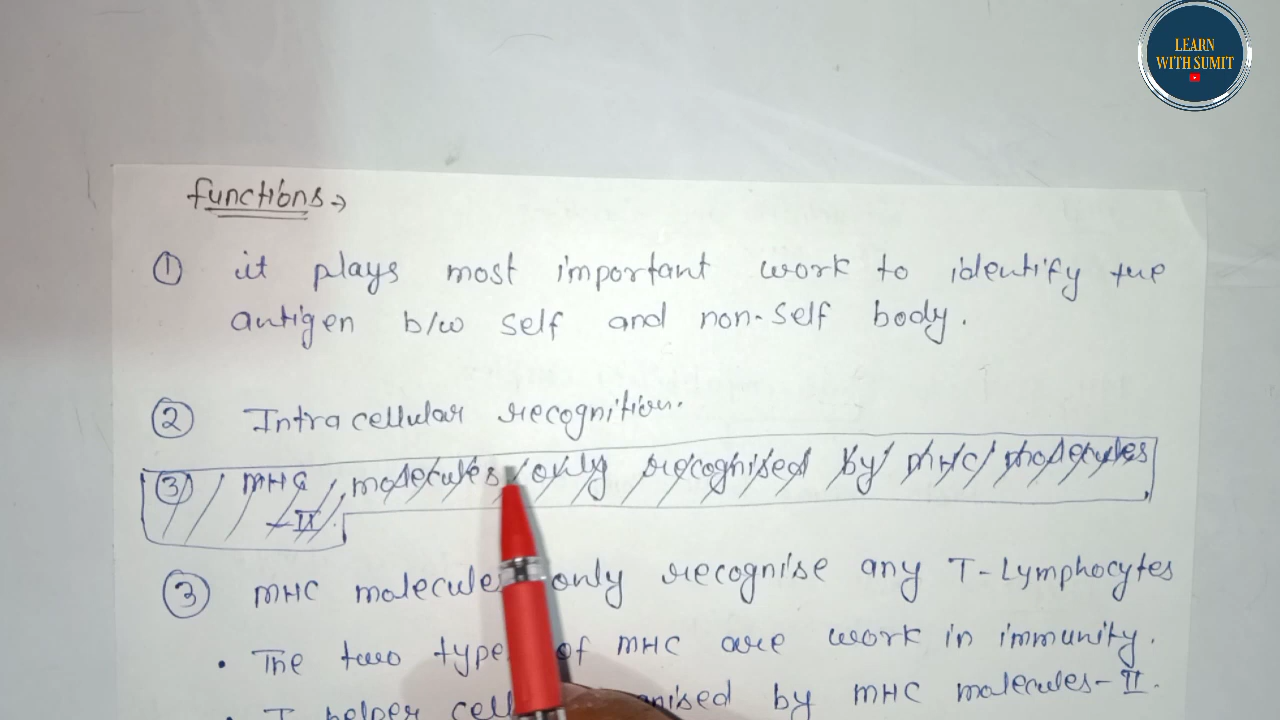 LEARN
WITH SUMIT
functions →
① it plays most important work to identify the
antigen b/w self and non-self body.
② Intracellular recognition.
③ MHC molecules only recognised by MHC molecules
-II
③ MHC molecules only recognise any T-Lymphocytes
• The two type of MHC are work in immunity.
• T helper cell by MHC molecules-II.